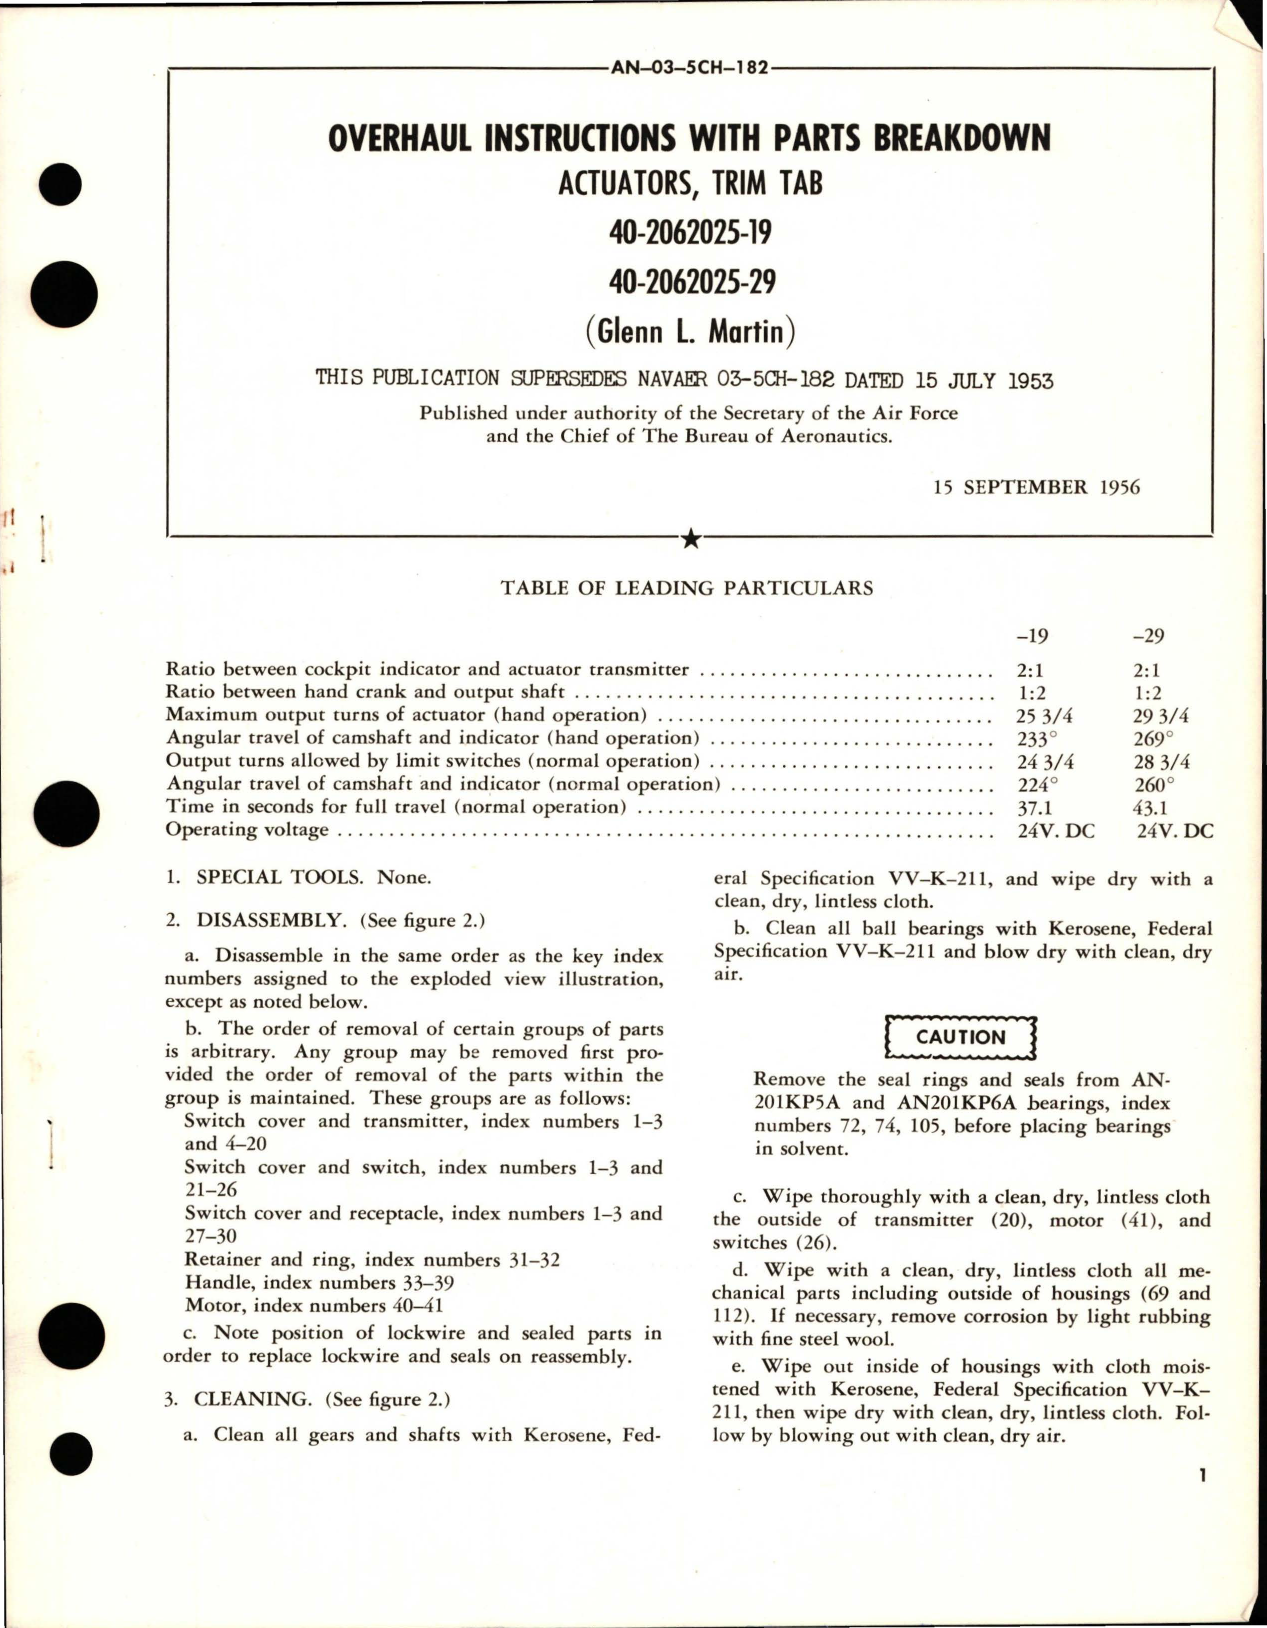 AN-03-5CH-182
OVERHAUL INSTRUCTIONS WITH PARTS BREAKDOWN
ACTUATORS, TRIM TAB
40-2062025-19
40-2062025-29
(Glenn L. Martin)
THIS PUBLICATION SUPERSEDES NAVAER 03-5CH-182 DATED 15 JULY 1953
Published under authority of the Secretary of the Air Force
and the Chief of The Bureau of Aeronautics.
15 SEPTEMBER 1956
TABLE OF LEADING PARTICULARS
-19 -29
Ratio between cockpit indicator and actuator transmitter 2:1 2:1
Ratio between hand crank and output shaft 1:2 1:2
Maximum output turns of actuator (hand operation) 25 3/4 29 3/4
Angular travel of camshaft and indicator (hand operation) 233° 269°
Output turns allowed by limit switches (normal operation) 24 3/4 28 3/4
Angular travel of camshaft and indicator (normal operation) 224° 260°
Time in seconds for full travel (normal operation) 37.1 43.1
Operating voltage 24V. DC 24V. DC
1. SPECIAL TOOLS. None.
2. DISASSEMBLY. (See figure 2.)
a. Disassemble in the same order as the key index
numbers assigned to the exploded view illustration,
except as noted below.
b. The order of removal of certain groups of parts
is arbitrary. Any group may be removed first pro-
vided the order of removal of the parts within the
group is maintained. These groups are as follows:
Switch cover and transmitter, index numbers 1-3
and 4-20
Switch cover and switch, index numbers 1-3 and
21-26
Switch cover and receptacle, index numbers 1-3 and
27-30
Retainer and ring, index numbers 31-32
Handle, index numbers 33-39
Motor, index numbers 40-41
c. Note position of lockwire and sealed parts in
order to replace lockwire and seals on reassembly.
3. CLEANING. (See figure 2.)
a. Clean all gears and shafts with Kerosene, Fed-
eral Specification VV-K-211, and wipe dry with a
clean, dry, lintless cloth.
b. Clean all ball bearings with Kerosene, Federal
Specification VV-K-211 and blow dry with clean, dry
air.
CAUTION
Remove the seal rings and seals from AN-
201KP5A and AN201KP6A bearings, index
numbers 72, 74, 105, before placing bearings
in solvent.
c. Wipe thoroughly with a clean, dry, lintless cloth
the outside of transmitter (20), motor (41), and
switches (26).
d. Wipe with a clean, dry, lintless cloth all me-
chanical parts including outside of housings (69 and
112). If necessary, remove corrosion by light rubbing
with fine steel wool.
e. Wipe out inside of housings with cloth mois-
tened with Kerosene, Federal Specification VV-K-
211, then wipe dry with clean, dry, lintless cloth. Fol-
low by blowing out with clean, dry air.
1